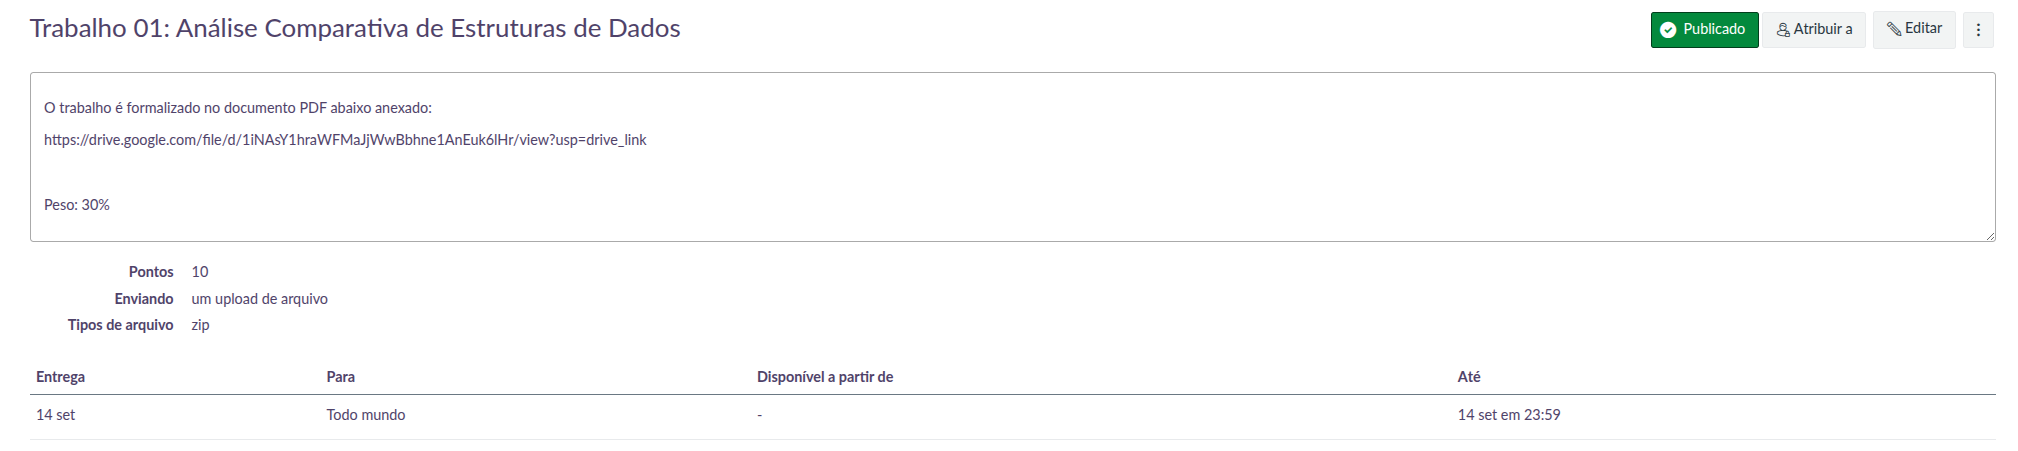 Trabalho 01: Análise Comparativa de Estruturas de Dados
Publicado
Atribuir a
Editar
O trabalho é formalizado no documento PDF abaixo anexado:
https://drive.google.com/file/d/1iNAsY1hraWFMaJjWwBbhne1AnEuk6lHr/view?usp=drive_link
Peso: 30%
Pontos 10
Enviando um upload de arquivo
Tipos de arquivo zip
Entrega Para Disponível a partir de Até
14 set Todo mundo - 14 set em 23:59